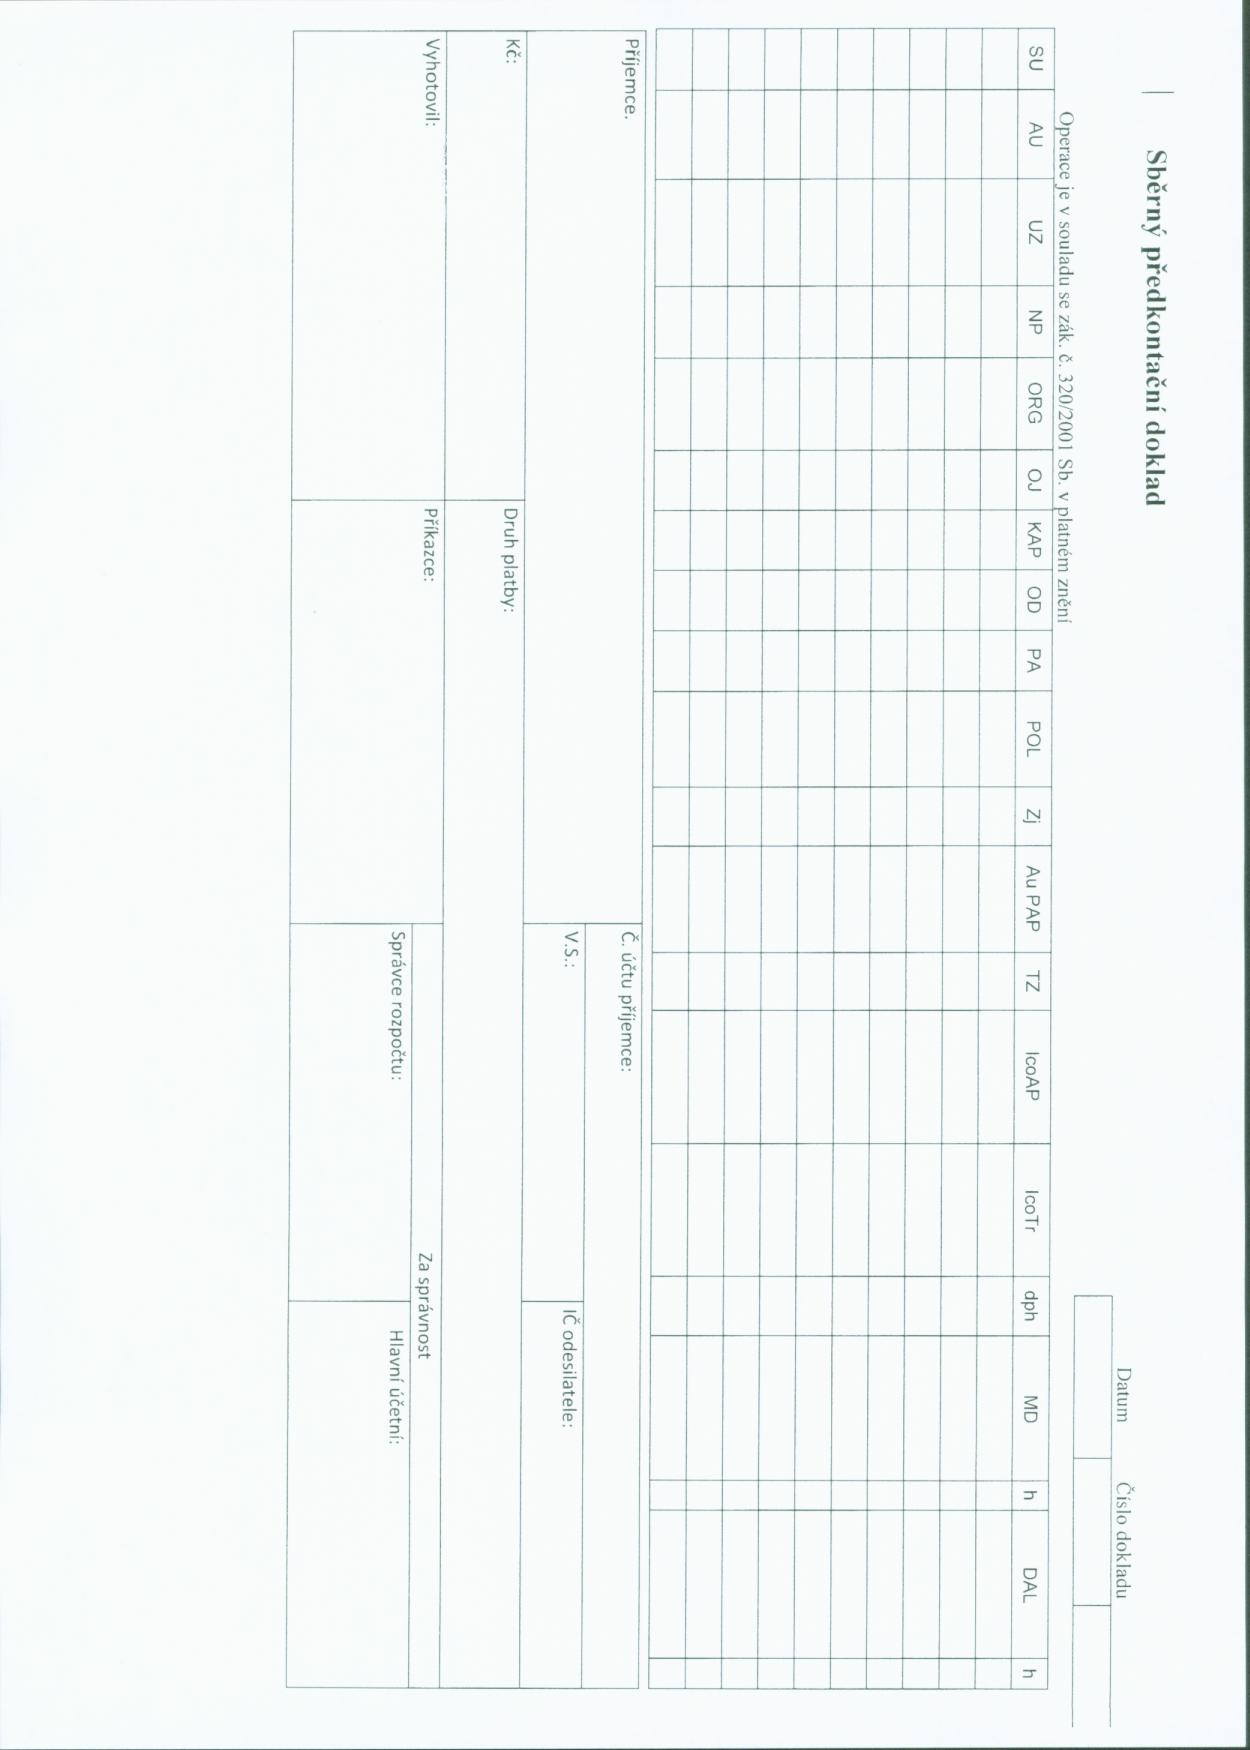 Sběrný předkontační doklad
Datum Číslo dokladu
Operace je v souladu se zák. č. 320/2001 Sb. v platném znění
SU AU UZ NP ORG OJ KAP OD PA POL Zj Au PAP TZ IcoAP IcoTr dph MD h DAL h
Příjemce. Č. účtu příjemce:
V.S.: IČ odesilatele:
Kč: Druh platby:
Vyhotovil: Příkazce: Za správnost
Správce rozpočtu: Hlavní účetní: